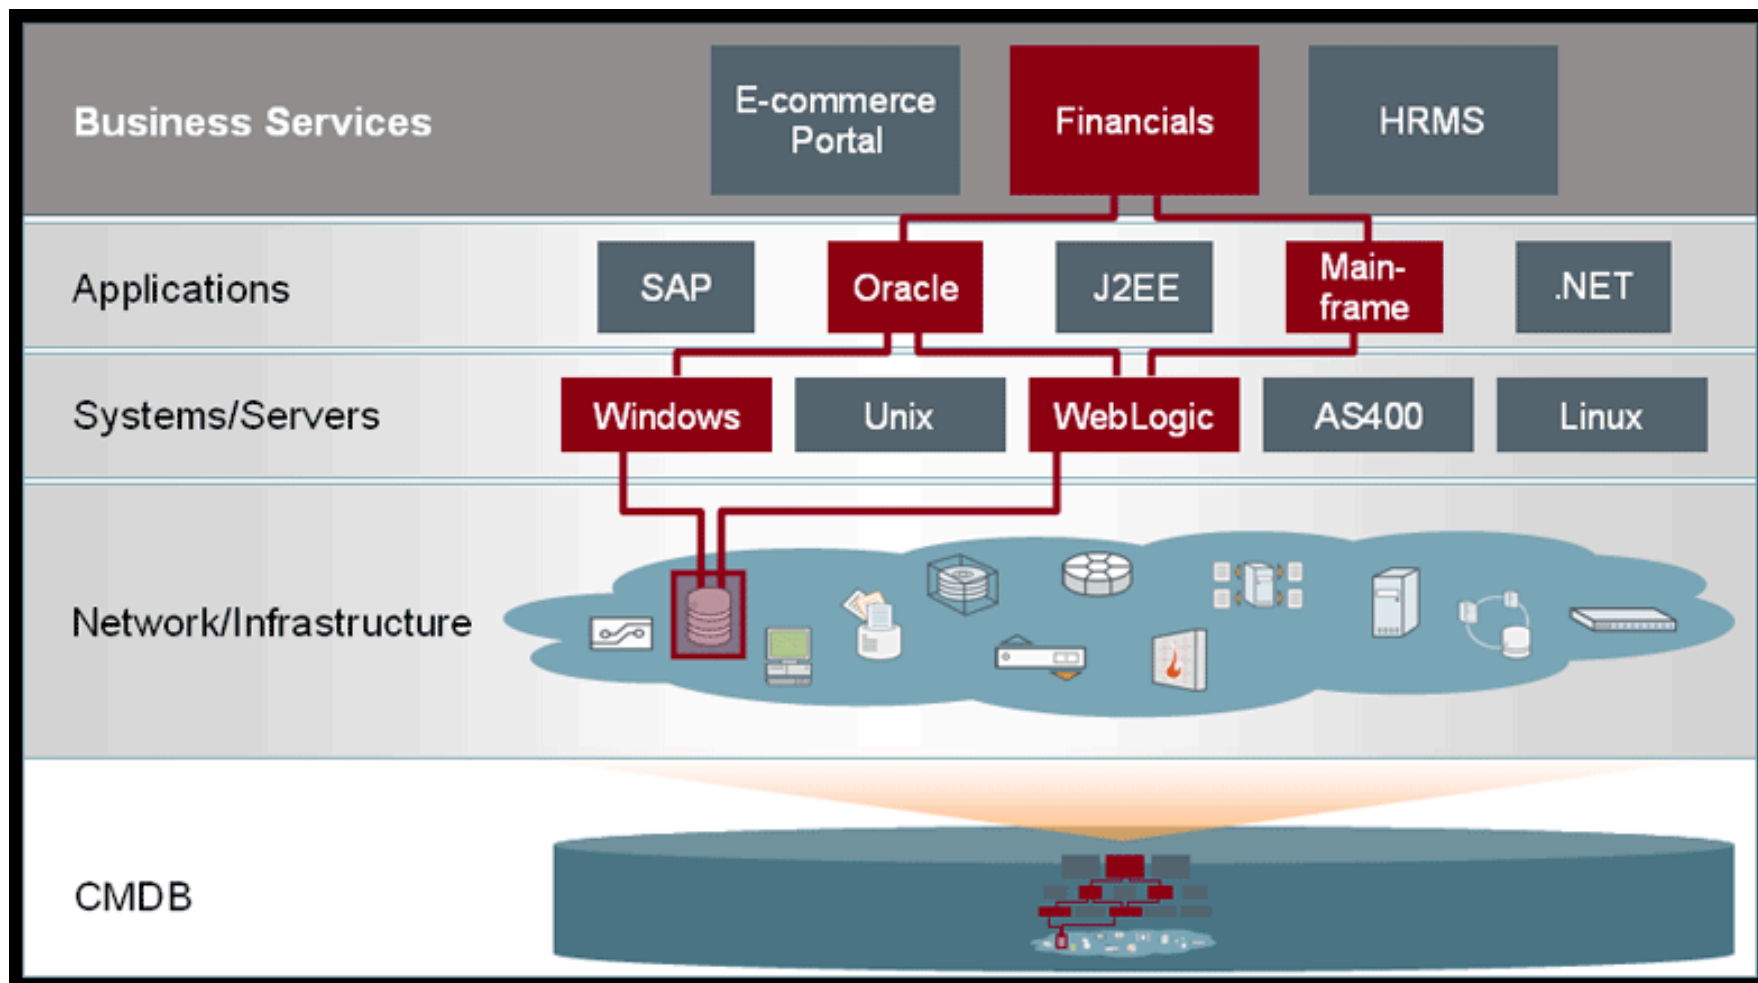 Business Services
E-commerce
Portal
Financials
HRMS
Applications
SAP
Oracle
J2EE
Main-
frame
.NET
Systems/Servers
Windows
Unix
WebLogic
AS400
Linux
Network/Infrastructure
CMDB